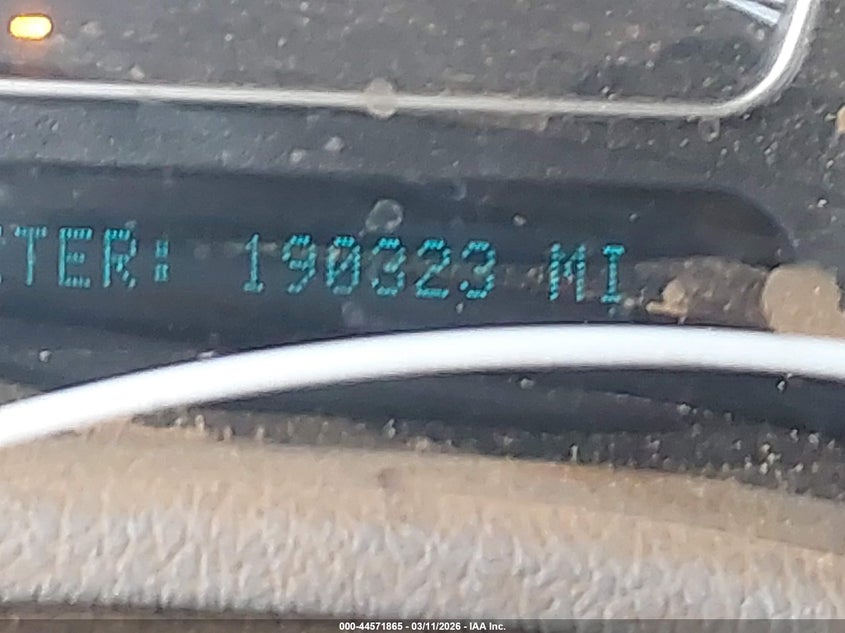 TER: 190323 MI
000-44571865 - 03/11/2026 - IAA Inc.